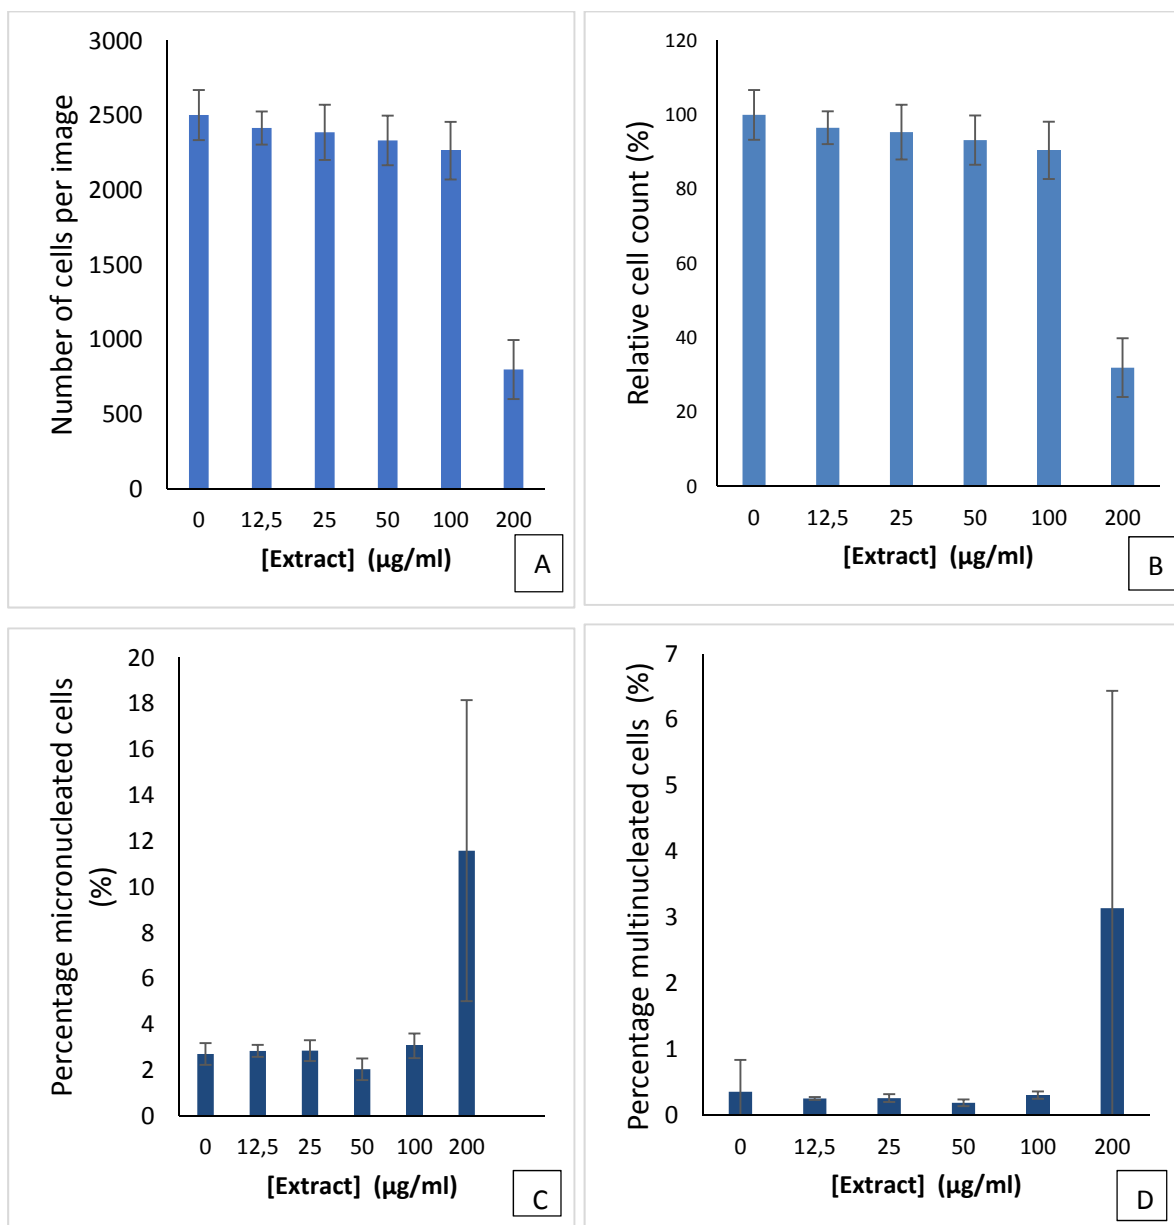 Number of cells per image
3000
2500
2000
1500
1000
500
0
0 12,5 25 50 100 200
[Extract] (µg/ml)
A
Relative cell count (%)
120
100
80
60
40
20
0
0 12,5 25 50 100 200
[Extract] (µg/ml)
B
Percentage micronucleated cells
(%)
20
18
16
14
12
10
8
6
4
2
0
0 12,5 25 50 100 200
[Extract] (µg/ml)
C
Percentage multinucleated cells (%)
7
6
5
4
3
2
1
0
0 12,5 25 50 100 200
[Extract] (µg/ml)
D